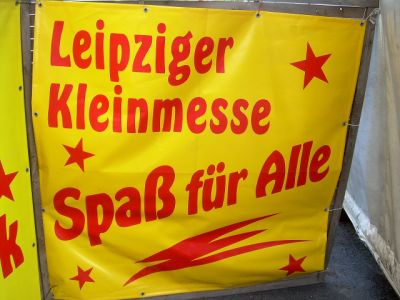 Leipziger
Kleinmesse
Spaß für Alle
k